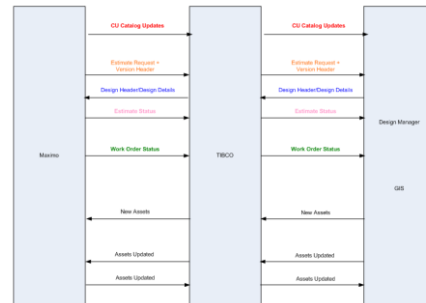 CU Catalog Updates
CU Catalog Updates
Estimate Request +
Version Header
Estimate Request +
Version Header
Design Header/Design Details
Design Header/Design Details
Estimate Status
Estimate Status
Design Manager
Maximo
Work Order Status
TIBCO
Work Order Status
GIS
New Assets
New Assets
Assets Updated
Assets Updated
Assets Updated
Assets Updated